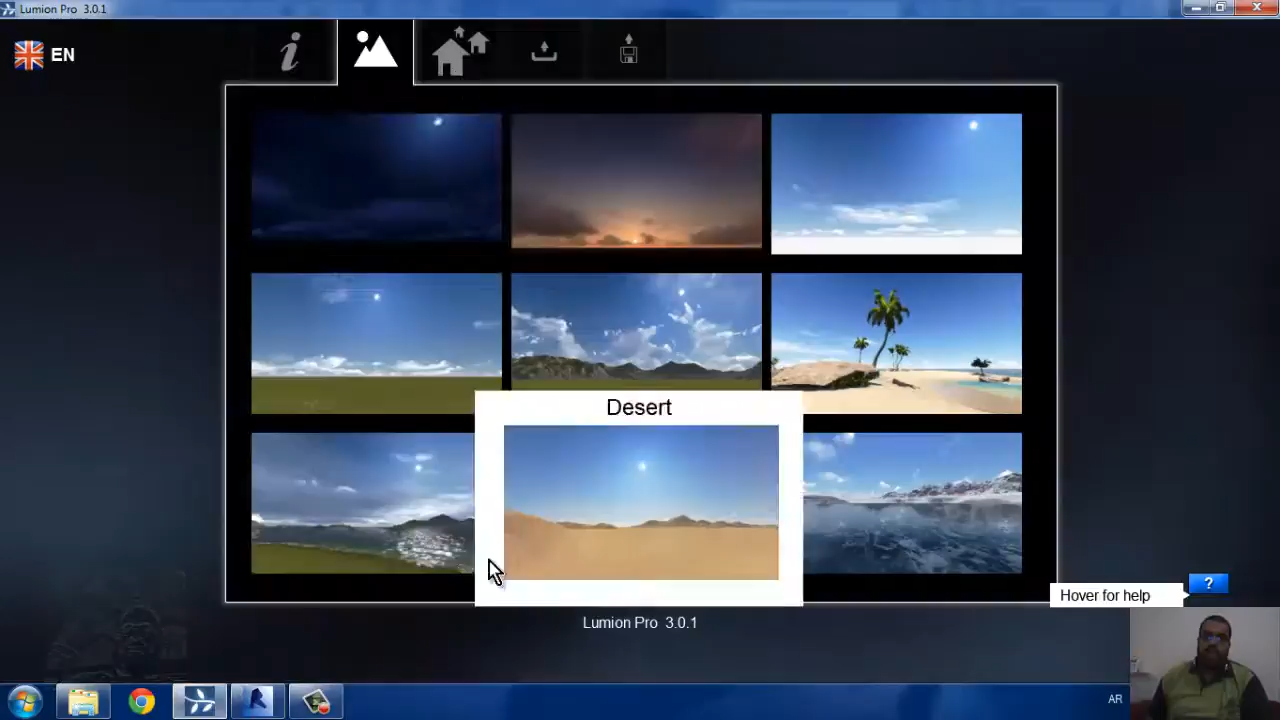 Lumion Pro 3.0.1
EN
i
Desert
?
Hover for help
Lumion Pro 3.0.1
AR